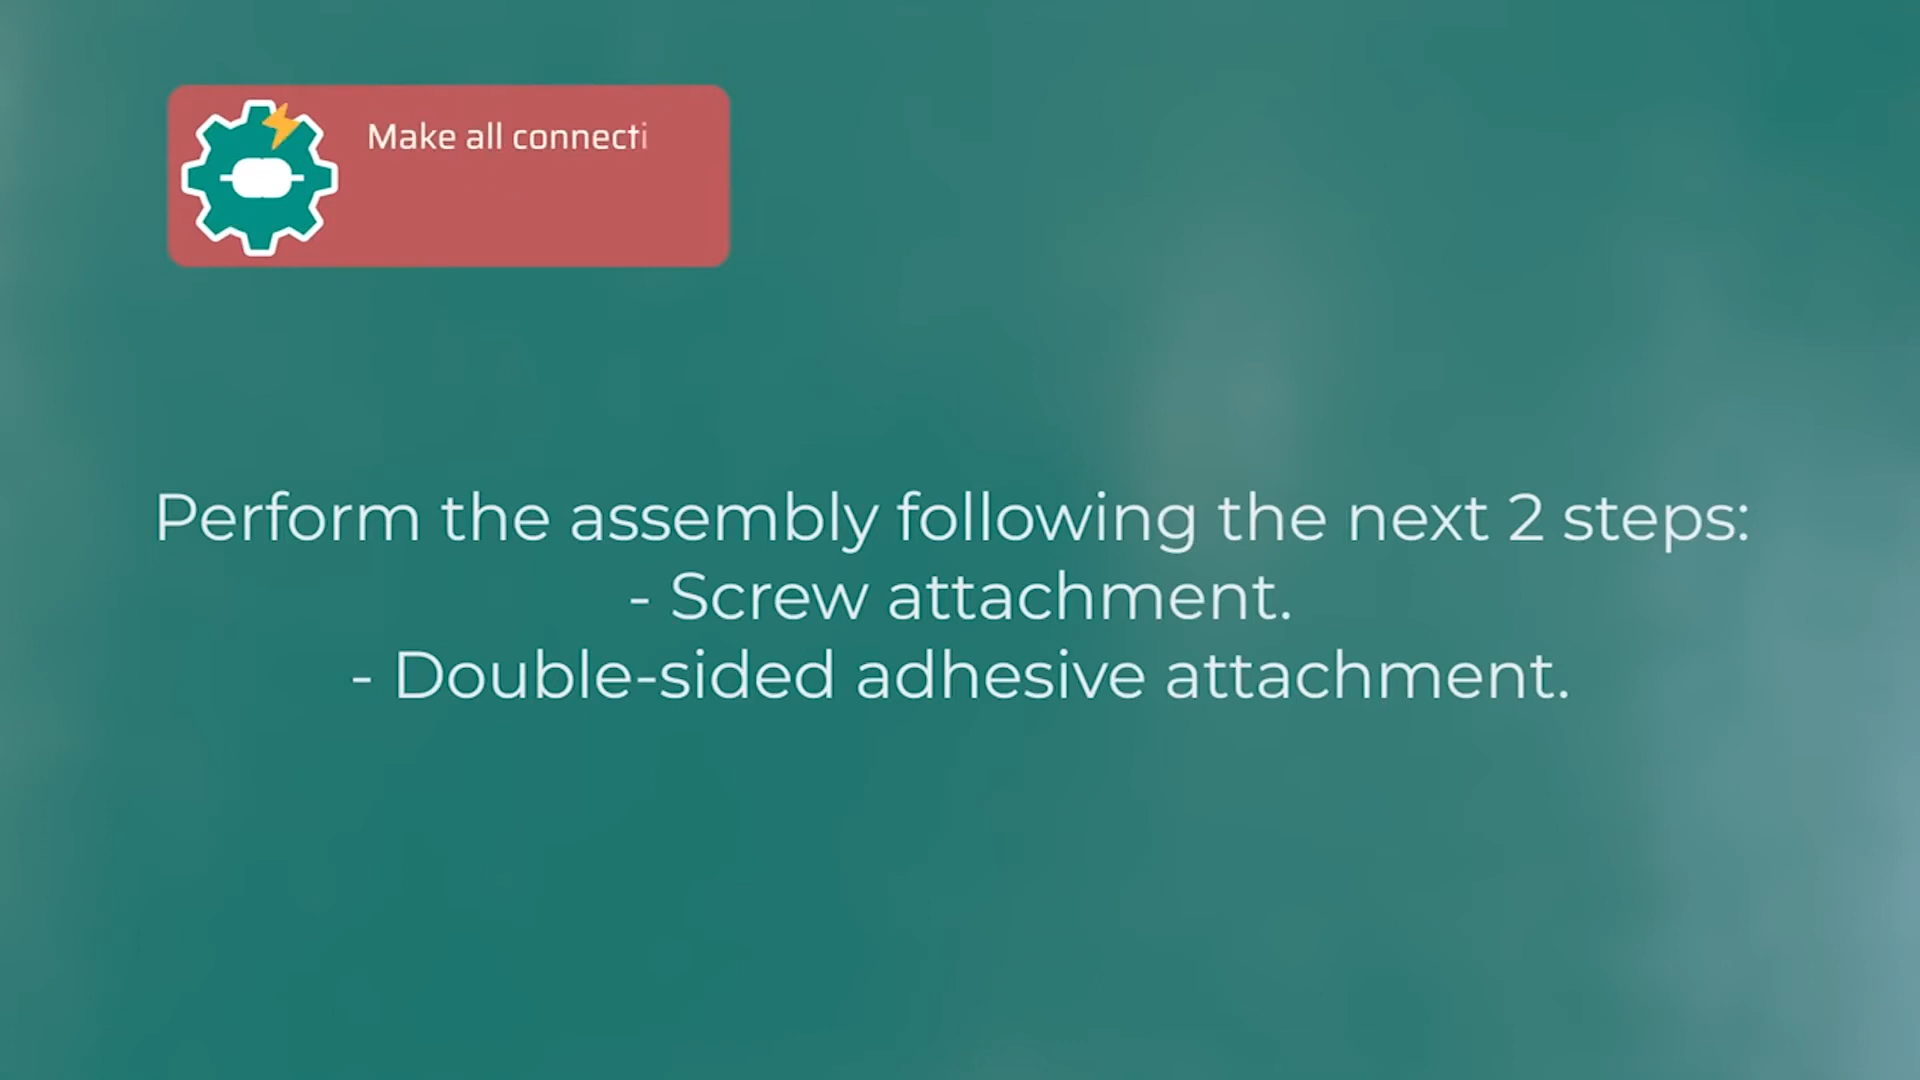 Make all connecti
Perform the assembly following the next 2 steps:
- Screw attachment.
- Double-sided adhesive attachment.